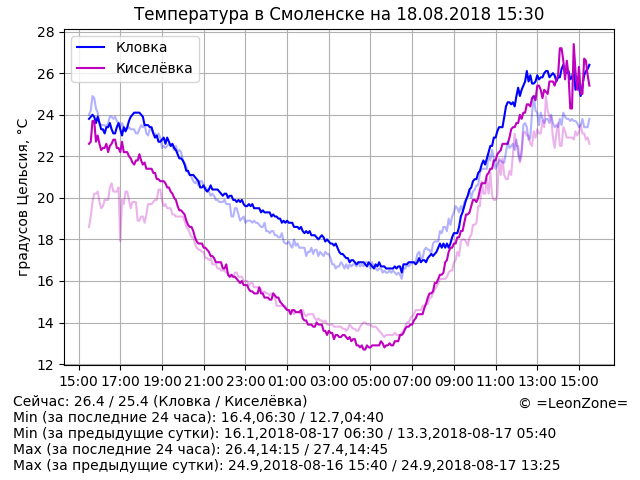 Температура в Смоленске на 18.08.2018 15:30
Кловка
Киселёвка
градусов Цельсия, °C
28
26
24
22
20
18
16
14
12
15:00 17:00 19:00 21:00 23:00 01:00 03:00 05:00 07:00 09:00 11:00 13:00 15:00
Сейчас: 26.4 / 25.4 (Кловка / Киселёвка)
© =LeonZone=
Min (за последние 24 часа): 16.4,06:30 / 12.7,04:40
Min (за предыдущие сутки): 16.1,2018-08-17 06:30 / 13.3,2018-08-17 05:40
Max (за последние 24 часа): 26.4,14:15 / 27.4,14:45
Max (за предыдущие сутки): 24.9,2018-08-16 15:40 / 24.9,2018-08-17 13:25